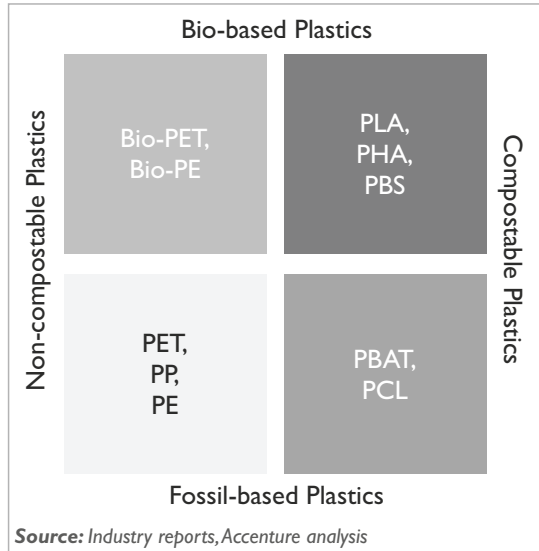 Bio-based Plastics
Non-compostable Plastics
Bio-PET,
Bio-PE
PLA,
PHA,
PBS
Compostable Plastics
PET,
PP,
PE
PBAT,
PCL
Fossil-based Plastics
Source: Industry reports, Accenture analysis